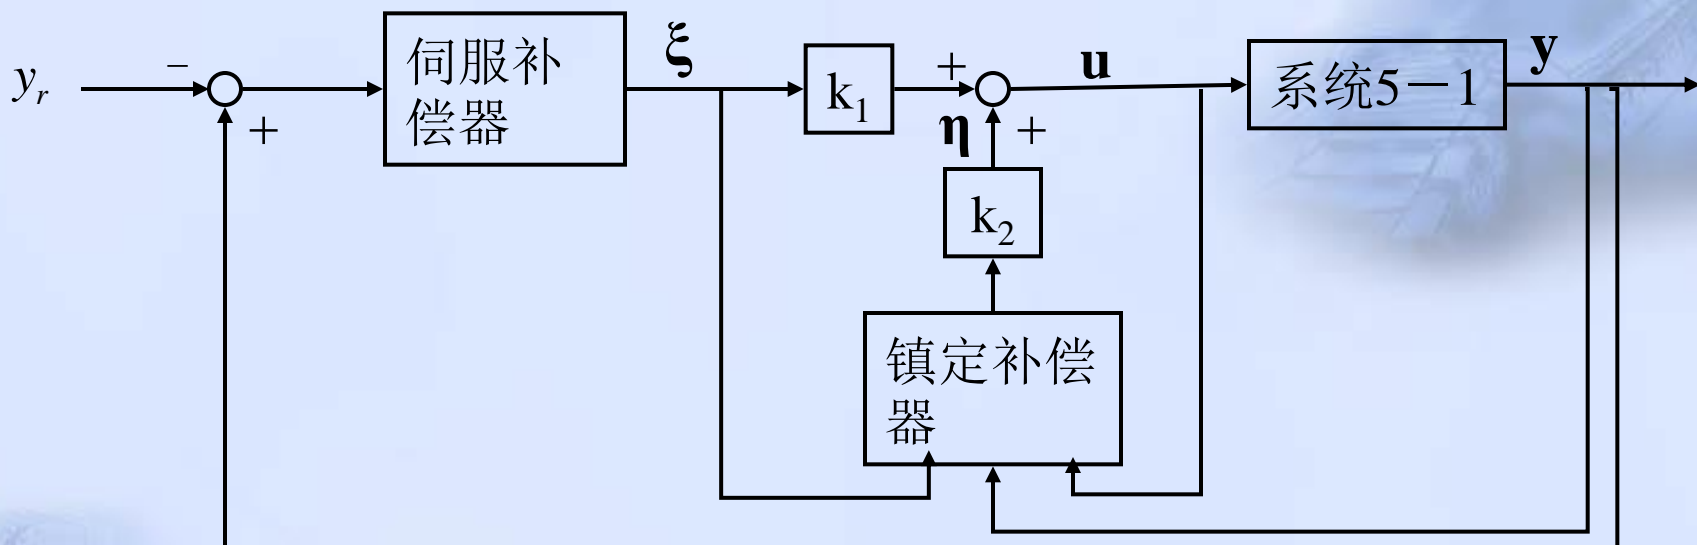 y_r
−
+
伺服补
偿器
ξ
k₁
+
η
+
u
系统5－1
y
k₂
镇定补偿
器